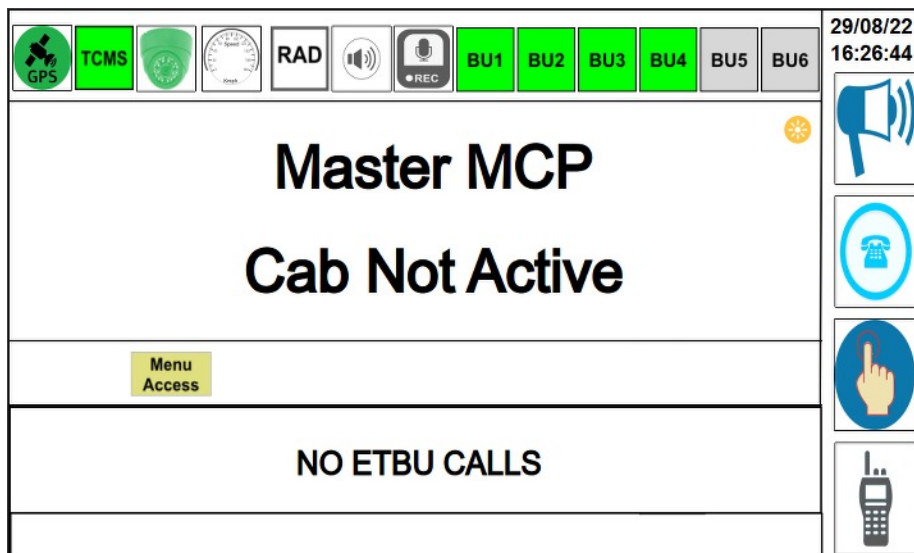 GPS
TCMS
Speed
Kmph
RAD
REC
BU1
BU2
BU3
BU4
BU5
BU6
29/08/22
16:26:44
Master MCP
Cab Not Active
Menu
Access
NO ETBU CALLS